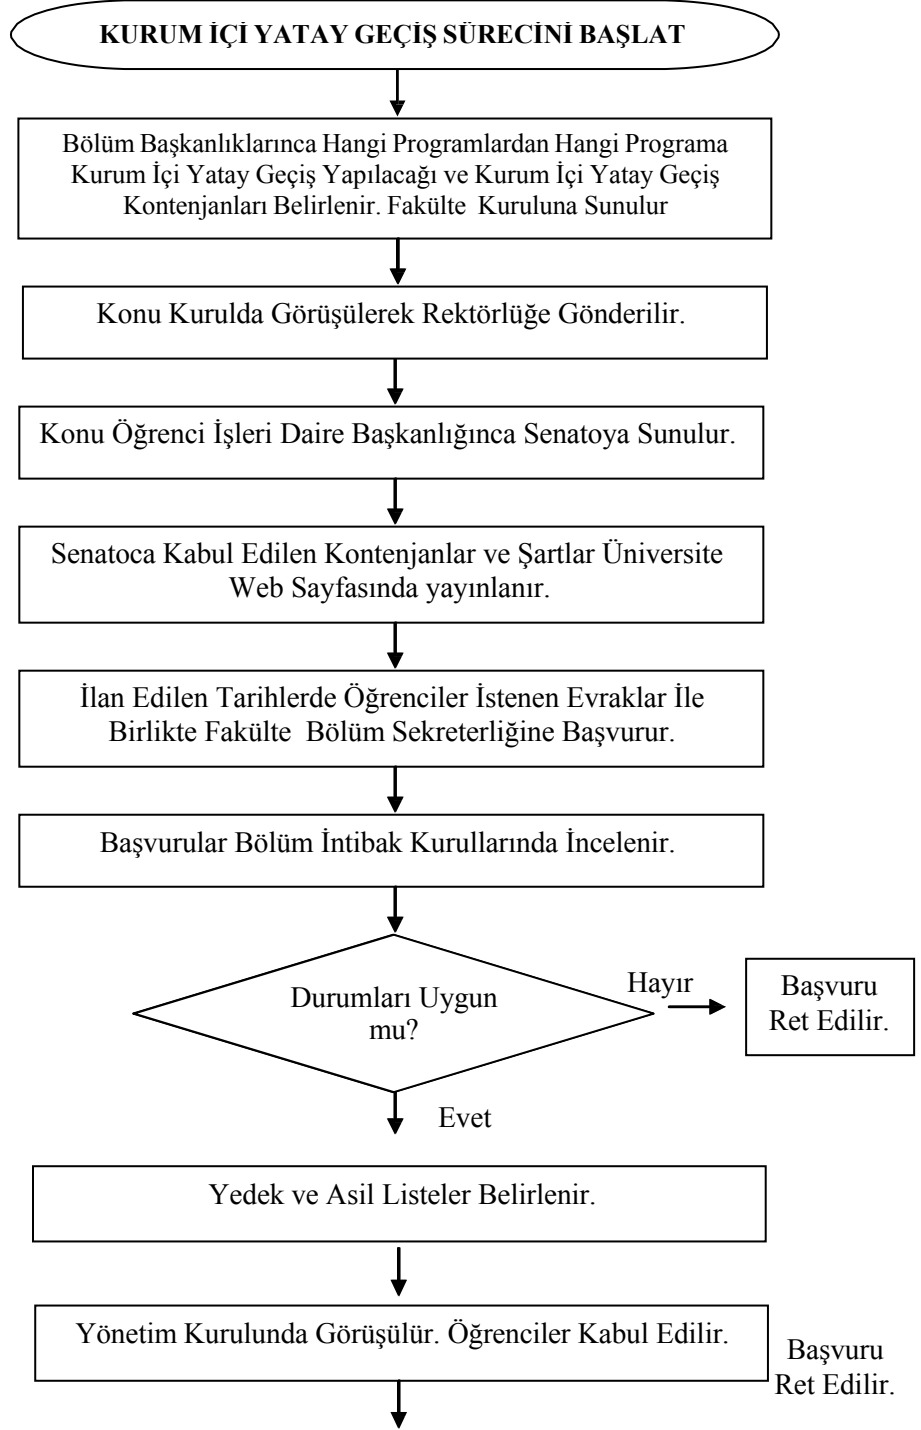 KURUM İÇİ YATAY GEÇİŞ SÜRECİNİ BAŞLAT
Bölüm Başkanlıklarınca Hangi Programlardan Hangi Programa
Kurum İçi Yatay Geçiş Yapılacağı ve Kurum İçi Yatay Geçiş
Kontenjanları Belirlenir. Fakülte Kuruluna Sunulur
Konu Kurulda Görüşülerek Rektörlüğe Gönderilir.
Konu Öğrenci İşleri Daire Başkanlığınca Senatoya Sunulur.
Senatoca Kabul Edilen Kontenjanlar ve Şartlar Üniversite
Web Sayfasında yayınlanır.
İlan Edilen Tarihlerde Öğrenciler İstenen Evraklar İle
Birlikte Fakülte Bölüm Sekreterliğine Başvurur.
Başvurular Bölüm İntibak Kurullarında İncelenir.
Durumları Uygun
mu?
Hayır
Başvuru
Ret Edilir.
Evet
Yedek ve Asil Listeler Belirlenir.
Yönetim Kurulunda Görüşülür. Öğrenciler Kabul Edilir.
Başvuru
Ret Edilir.